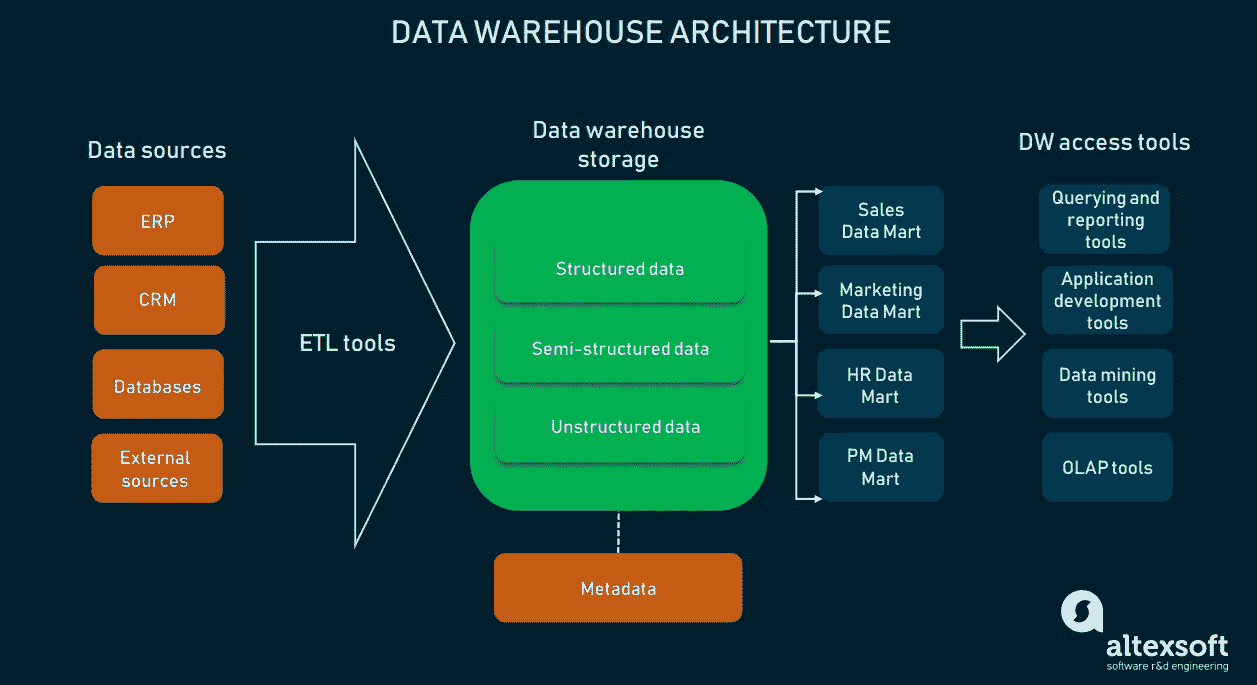 DATA WAREHOUSE ARCHITECTURE
Data sources
ERP
CRM
Databases
External
sources
ETL tools
Data warehouse
storage
Structured data
Semi-structured data
Unstructured data
Metadata
Sales
Data Mart
Marketing
Data Mart
HR Data
Mart
PM Data
Mart
DW access tools
Querying and
reporting
tools
Application
development
tools
Data mining
tools
OLAP tools
altexsoft
software r&d engineering